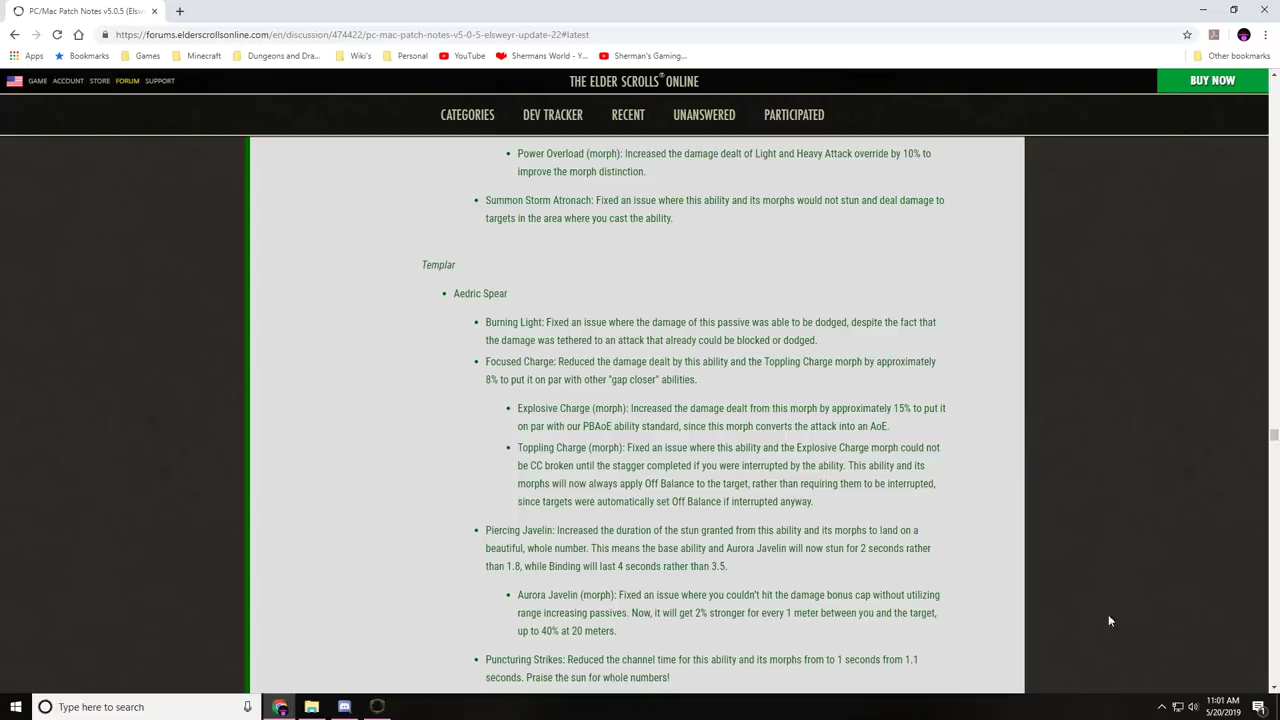 PC/Mac Patch Notes v5.0.5 (Elsw
https://forums.elderscrollsonline.com/en/discussion/474422/pc-mac-patch-notes-v5-0-5-elsweyr-update-22#latest
Apps Bookmarks Games Minecraft Dungeons and Dra... Wiki's Personal YouTube Shermans World - Y... Sherman's Gaming... Other bookmarks
GAME ACCOUNT STORE FORUM SUPPORT THE ELDER SCROLLS® ONLINE BUY NOW
CATEGORIES DEV TRACKER RECENT UNANSWERED PARTICIPATED
• Power Overload (morph): Increased the damage dealt of Light and Heavy Attack override by 10% to
improve the morph distinction.
• Summon Storm Atronach: Fixed an issue where this ability and its morphs would not stun and deal damage to
targets in the area where you cast the ability.
Templar
• Aedric Spear
• Burning Light: Fixed an issue where the damage of this passive was able to be dodged, despite the fact that
the damage was tethered to an attack that already could be blocked or dodged.
• Focused Charge: Reduced the damage dealt by this ability and the Toppling Charge morph by approximately
8% to put it on par with other "gap closer" abilities.
• Explosive Charge (morph): Increased the damage dealt from this morph by approximately 15% to put it
on par with our PBAoE ability standard, since this morph converts the attack into an AoE.
• Toppling Charge (morph): Fixed an issue where this ability and the Explosive Charge morph could not
be CC broken until the stagger completed if you were interrupted by the ability. This ability and its
morphs will now always apply Off Balance to the target, rather than requiring them to be interrupted,
since targets were automatically set Off Balance if interrupted anyway.
• Piercing Javelin: Increased the duration of the stun granted from this ability and its morphs to land on a
beautiful, whole number. This means the base ability and Aurora Javelin will now stun for 2 seconds rather
than 1.8, while Binding will last 4 seconds rather than 3.5.
• Aurora Javelin (morph): Fixed an issue where you couldn't hit the damage bonus cap without utilizing
range increasing passives. Now, it will get 2% stronger for every 1 meter between you and the target,
up to 40% at 20 meters.
• Puncturing Strikes: Reduced the channel time for this ability and its morphs from to 1 seconds from 1.1
seconds. Praise the sun for whole numbers!
Type here to search
11:01 AM
5/20/2019